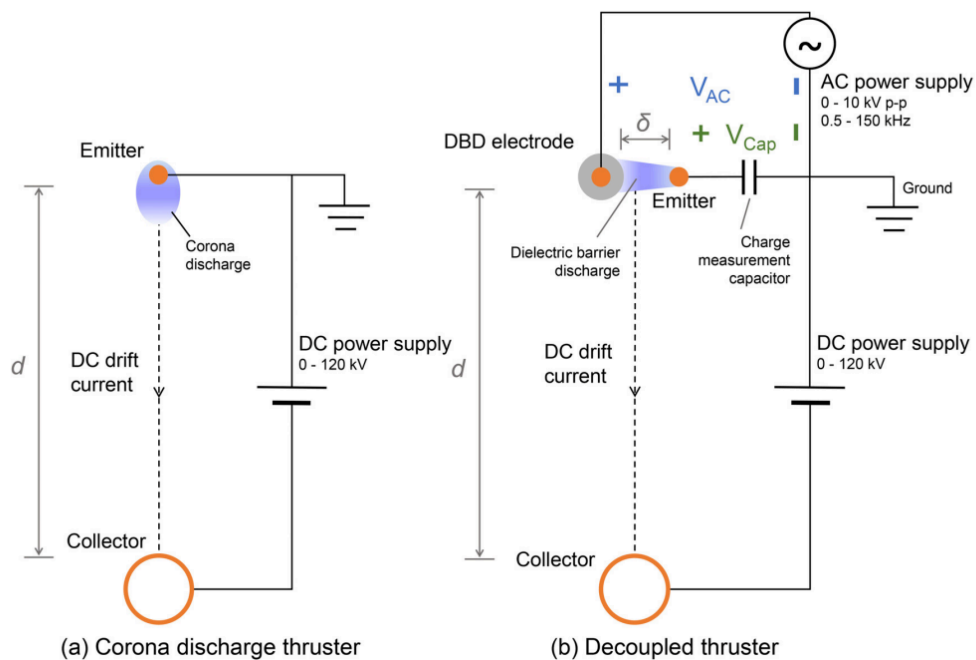 Emitter
Corona
discharge
d
DC drift
current
DC power supply
0 - 120 kV
Collector
(a) Corona discharge thruster
~
AC power supply
0 - 10 kV p-p
0.5 - 150 kHz
+ V_AC -
δ
+ V_Cap -
DBD electrode
Emitter
Ground
Dielectric barrier
discharge
Charge
measurement
capacitor
d
DC drift
current
DC power supply
0 - 120 kV
Collector
(b) Decoupled thruster